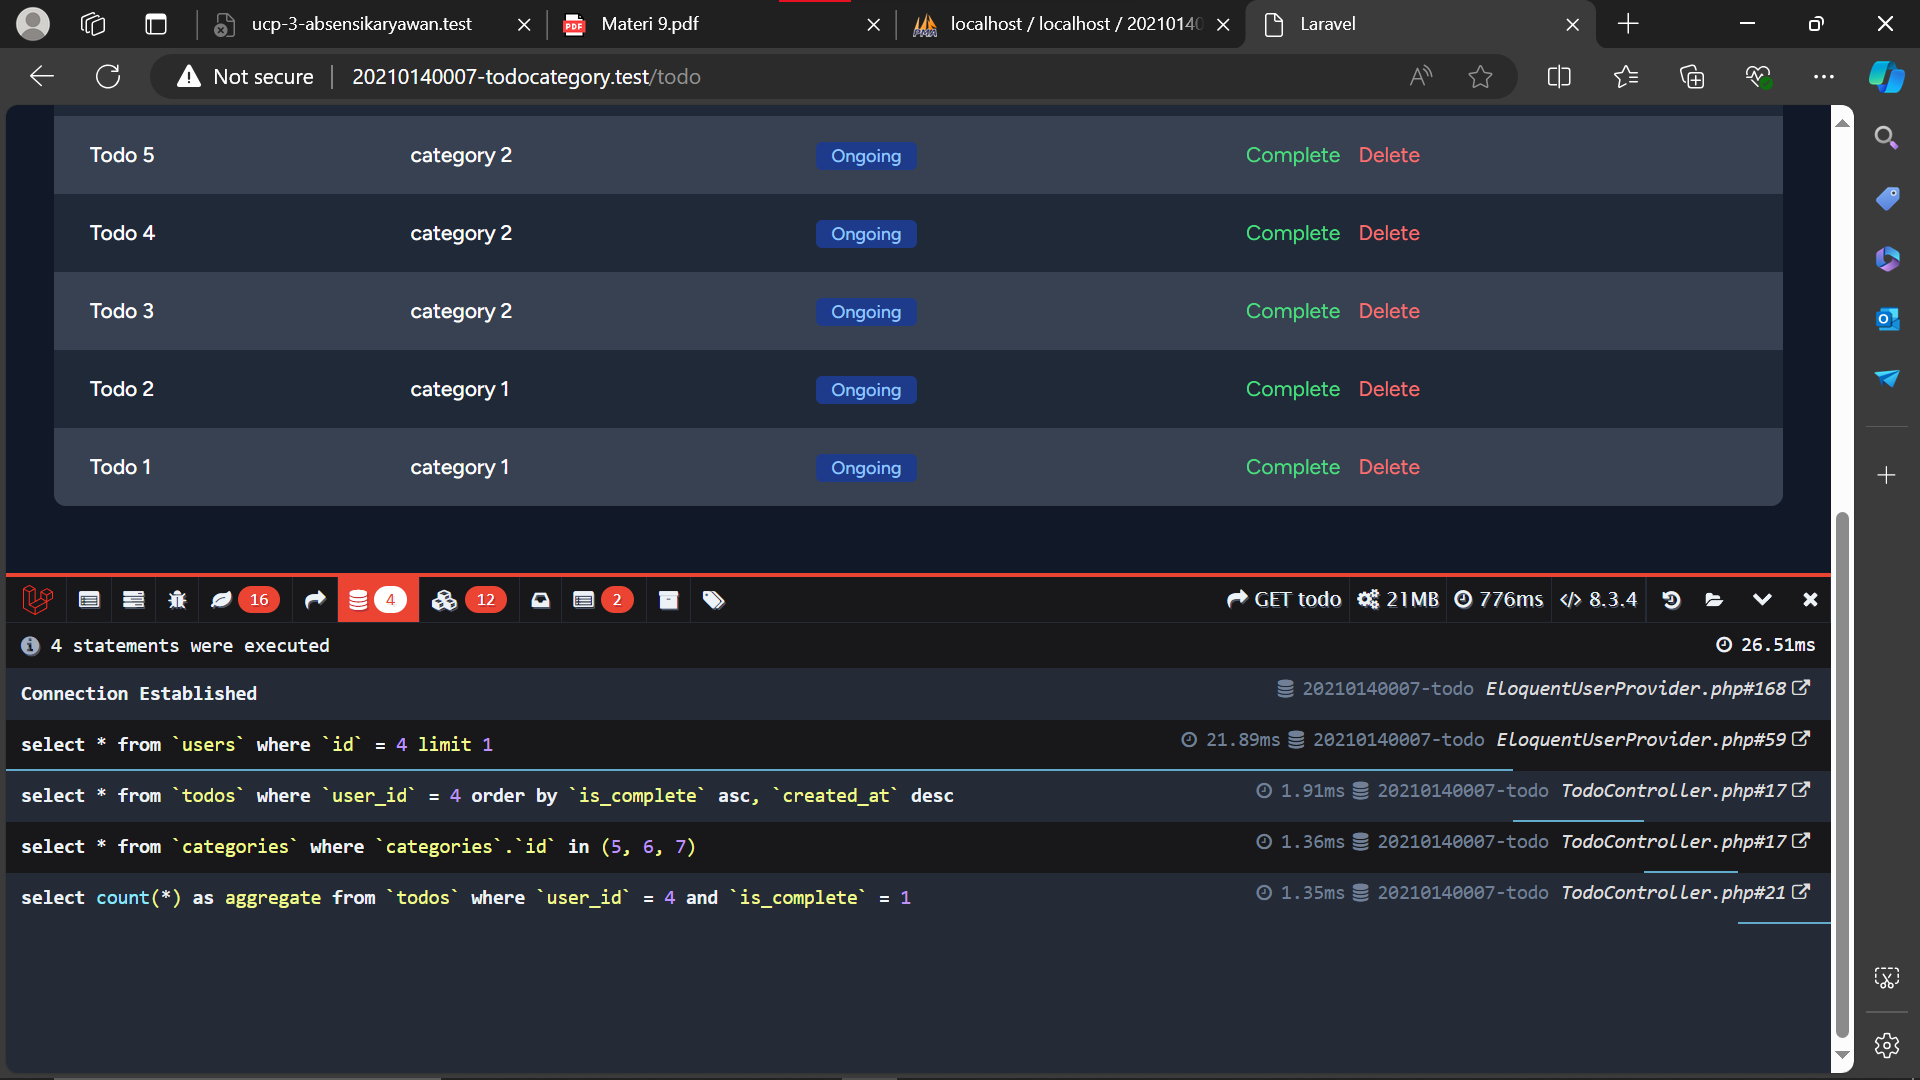 ucp-3-absensikaryawan.test
Materi 9.pdf
localhost / localhost / 20210140
Laravel
Not secure
20210140007-todocategory.test/todo
Todo 5 category 2 Ongoing Complete Delete
Todo 4 category 2 Ongoing Complete Delete
Todo 3 category 2 Ongoing Complete Delete
Todo 2 category 1 Ongoing Complete Delete
Todo 1 category 1 Ongoing Complete Delete
16 4 12 2 GET todo 21MB 776ms 8.3.4
4 statements were executed 26.51ms
Connection Established 20210140007-todo EloquentUserProvider.php#168
select * from `users` where `id` = 4 limit 1 21.89ms 20210140007-todo EloquentUserProvider.php#59
select * from `todos` where `user_id` = 4 order by `is_complete` asc, `created_at` desc 1.91ms 20210140007-todo TodoController.php#17
select * from `categories` where `categories`.`id` in (5, 6, 7) 1.36ms 20210140007-todo TodoController.php#17
select count(*) as aggregate from `todos` where `user_id` = 4 and `is_complete` = 1 1.35ms 20210140007-todo TodoController.php#21